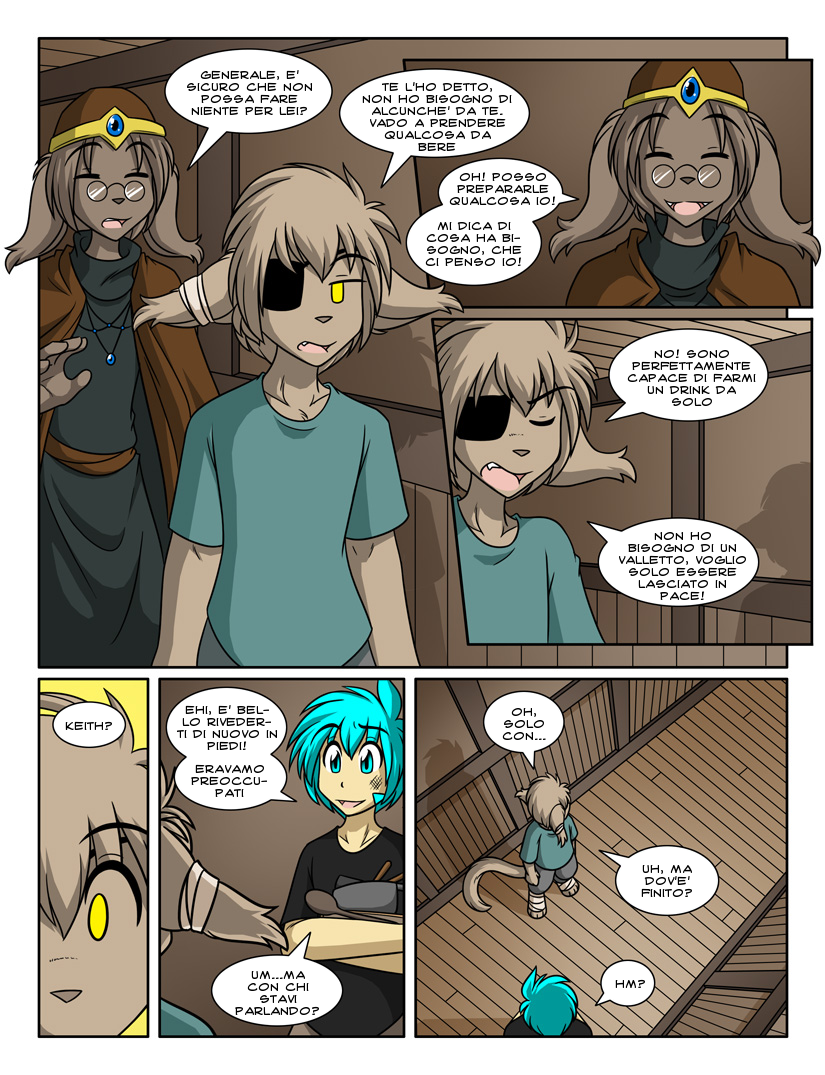 GENERALE, E'
SICURO CHE NON
POSSA FARE
NIENTE PER LEI?
TE L'HO DETTO,
NON HO BISOGNO DI
ALCUNCHE' DA TE.
VADO A PRENDERE
QUALCOSA DA
BERE
OH! POSSO
PREPARARLE
QUALCOSA IO!
MI DICA DI
COSA HA BI-
SOGNO, CHE
CI PENSO IO!
NO! SONO
PERFETTAMENTE
CAPACE DI FARMI
UN DRINK DA
SOLO
NON HO
BISOGNO DI UN
VALLETTO, VOGLIO
SOLO ESSERE
LASCIATO IN
PACE!
KEITH?
EHI, E' BEL-
LO RIVEDER-
TI DI NUOVO IN
PIEDI!
ERAVAMO
PREOCCU-
PATI
UM...MA
CON CHI
STAVI
PARLANDO?
OH,
SOLO
CON...
UH, MA
DOV'E'
FINITO?
HM?